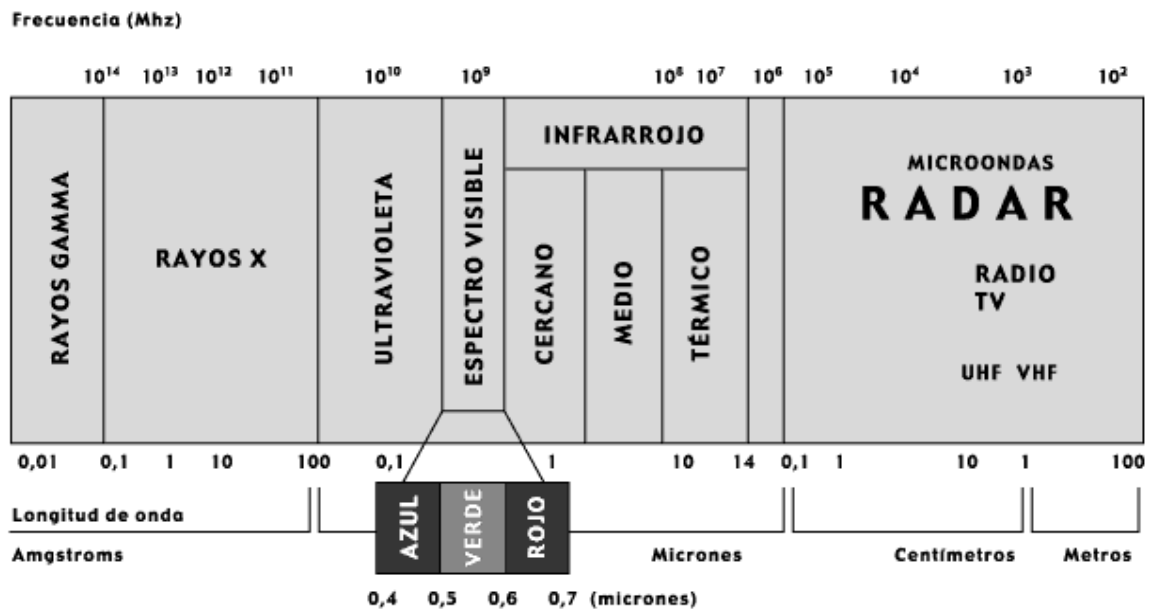 Frecuencia (Mhz)
10¹⁴ 10¹³ 10¹² 10¹¹ 10¹⁰ 10⁹ 10⁸ 10⁷ 10⁶ 10⁵ 10⁴ 10³ 10²
RAYOS GAMMA
RAYOS X
ULTRAVIOLETA
ESPECTRO VISIBLE
INFRARROJO
CERCANO
MEDIO
TÉRMICO
MICROONDAS
RADAR
RADIO
TV
UHF VHF
0,01 0,1 1 10 100 0,1 1 10 14 0,1 1 10 1 100
Longitud de onda
AZUL
VERDE
ROJO
Amgstroms
Micrones
Centímetros
Metros
0,4 0,5 0,6 0,7 (micrones)